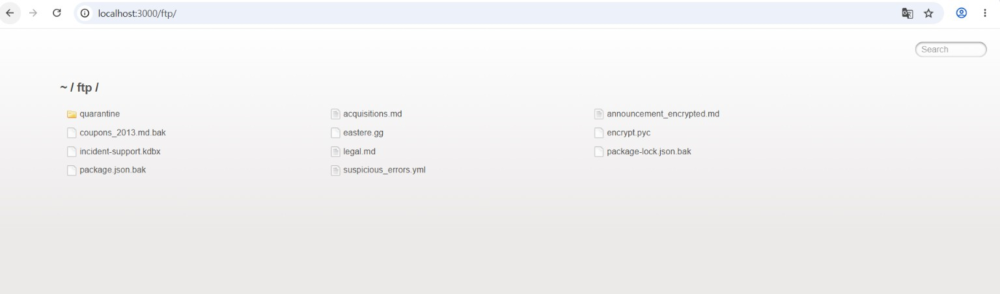 localhost:3000/ftp/
Search
~ / ftp /
quarantine acquisitions.md announcement_encrypted.md
coupons_2013.md.bak eastere.gg encrypt.pyc
incident-support.kdbx legal.md package-lock.json.bak
package.json.bak suspicious_errors.yml